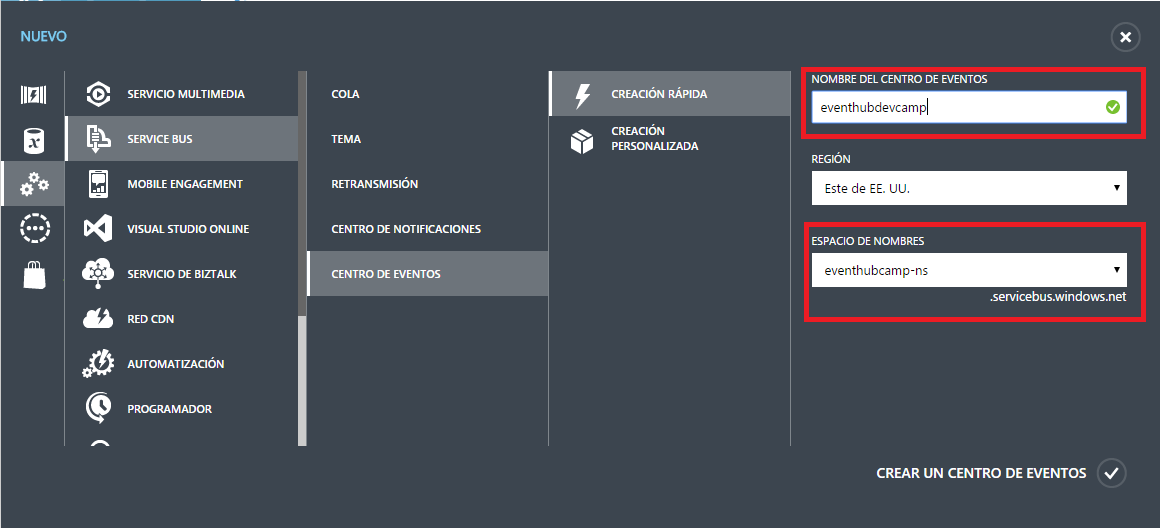 NUEVO
SERVICIO MULTIMEDIA
SERVICE BUS
MOBILE ENGAGEMENT
VISUAL STUDIO ONLINE
SERVICIO DE BIZTALK
RED CDN
AUTOMATIZACIÓN
PROGRAMADOR
COLA
TEMA
RETRANSMISIÓN
CENTRO DE NOTIFICACIONES
CENTRO DE EVENTOS
CREACIÓN RÁPIDA
CREACIÓN
PERSONALIZADA
NOMBRE DEL CENTRO DE EVENTOS
eventhubdevcamp
REGIÓN
Este de EE. UU.
ESPACIO DE NOMBRES
eventhubcamp-ns
.servicebus.windows.net
CREAR UN CENTRO DE EVENTOS